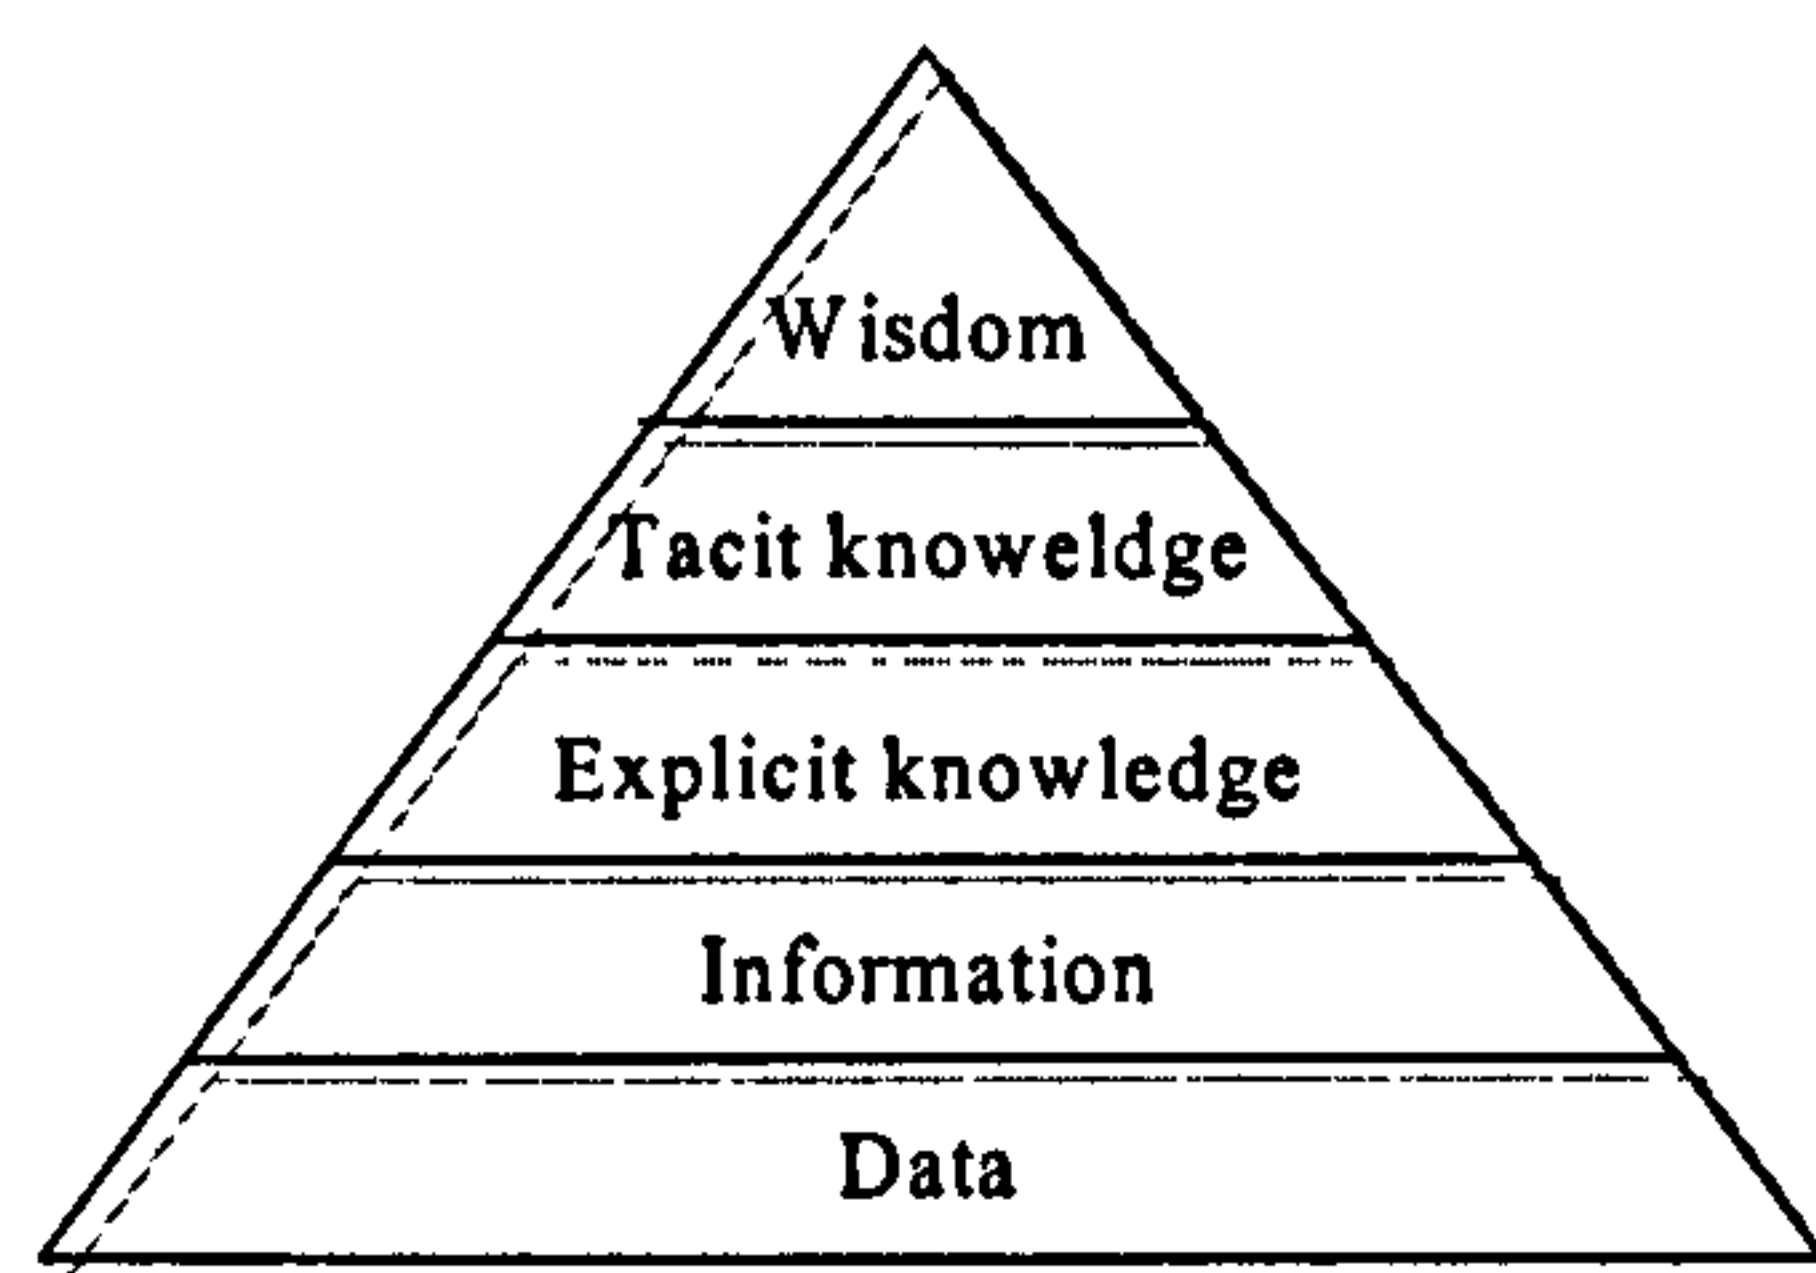 Wisdom
Tacit knoweldge
Explicit knowledge
Information
Data